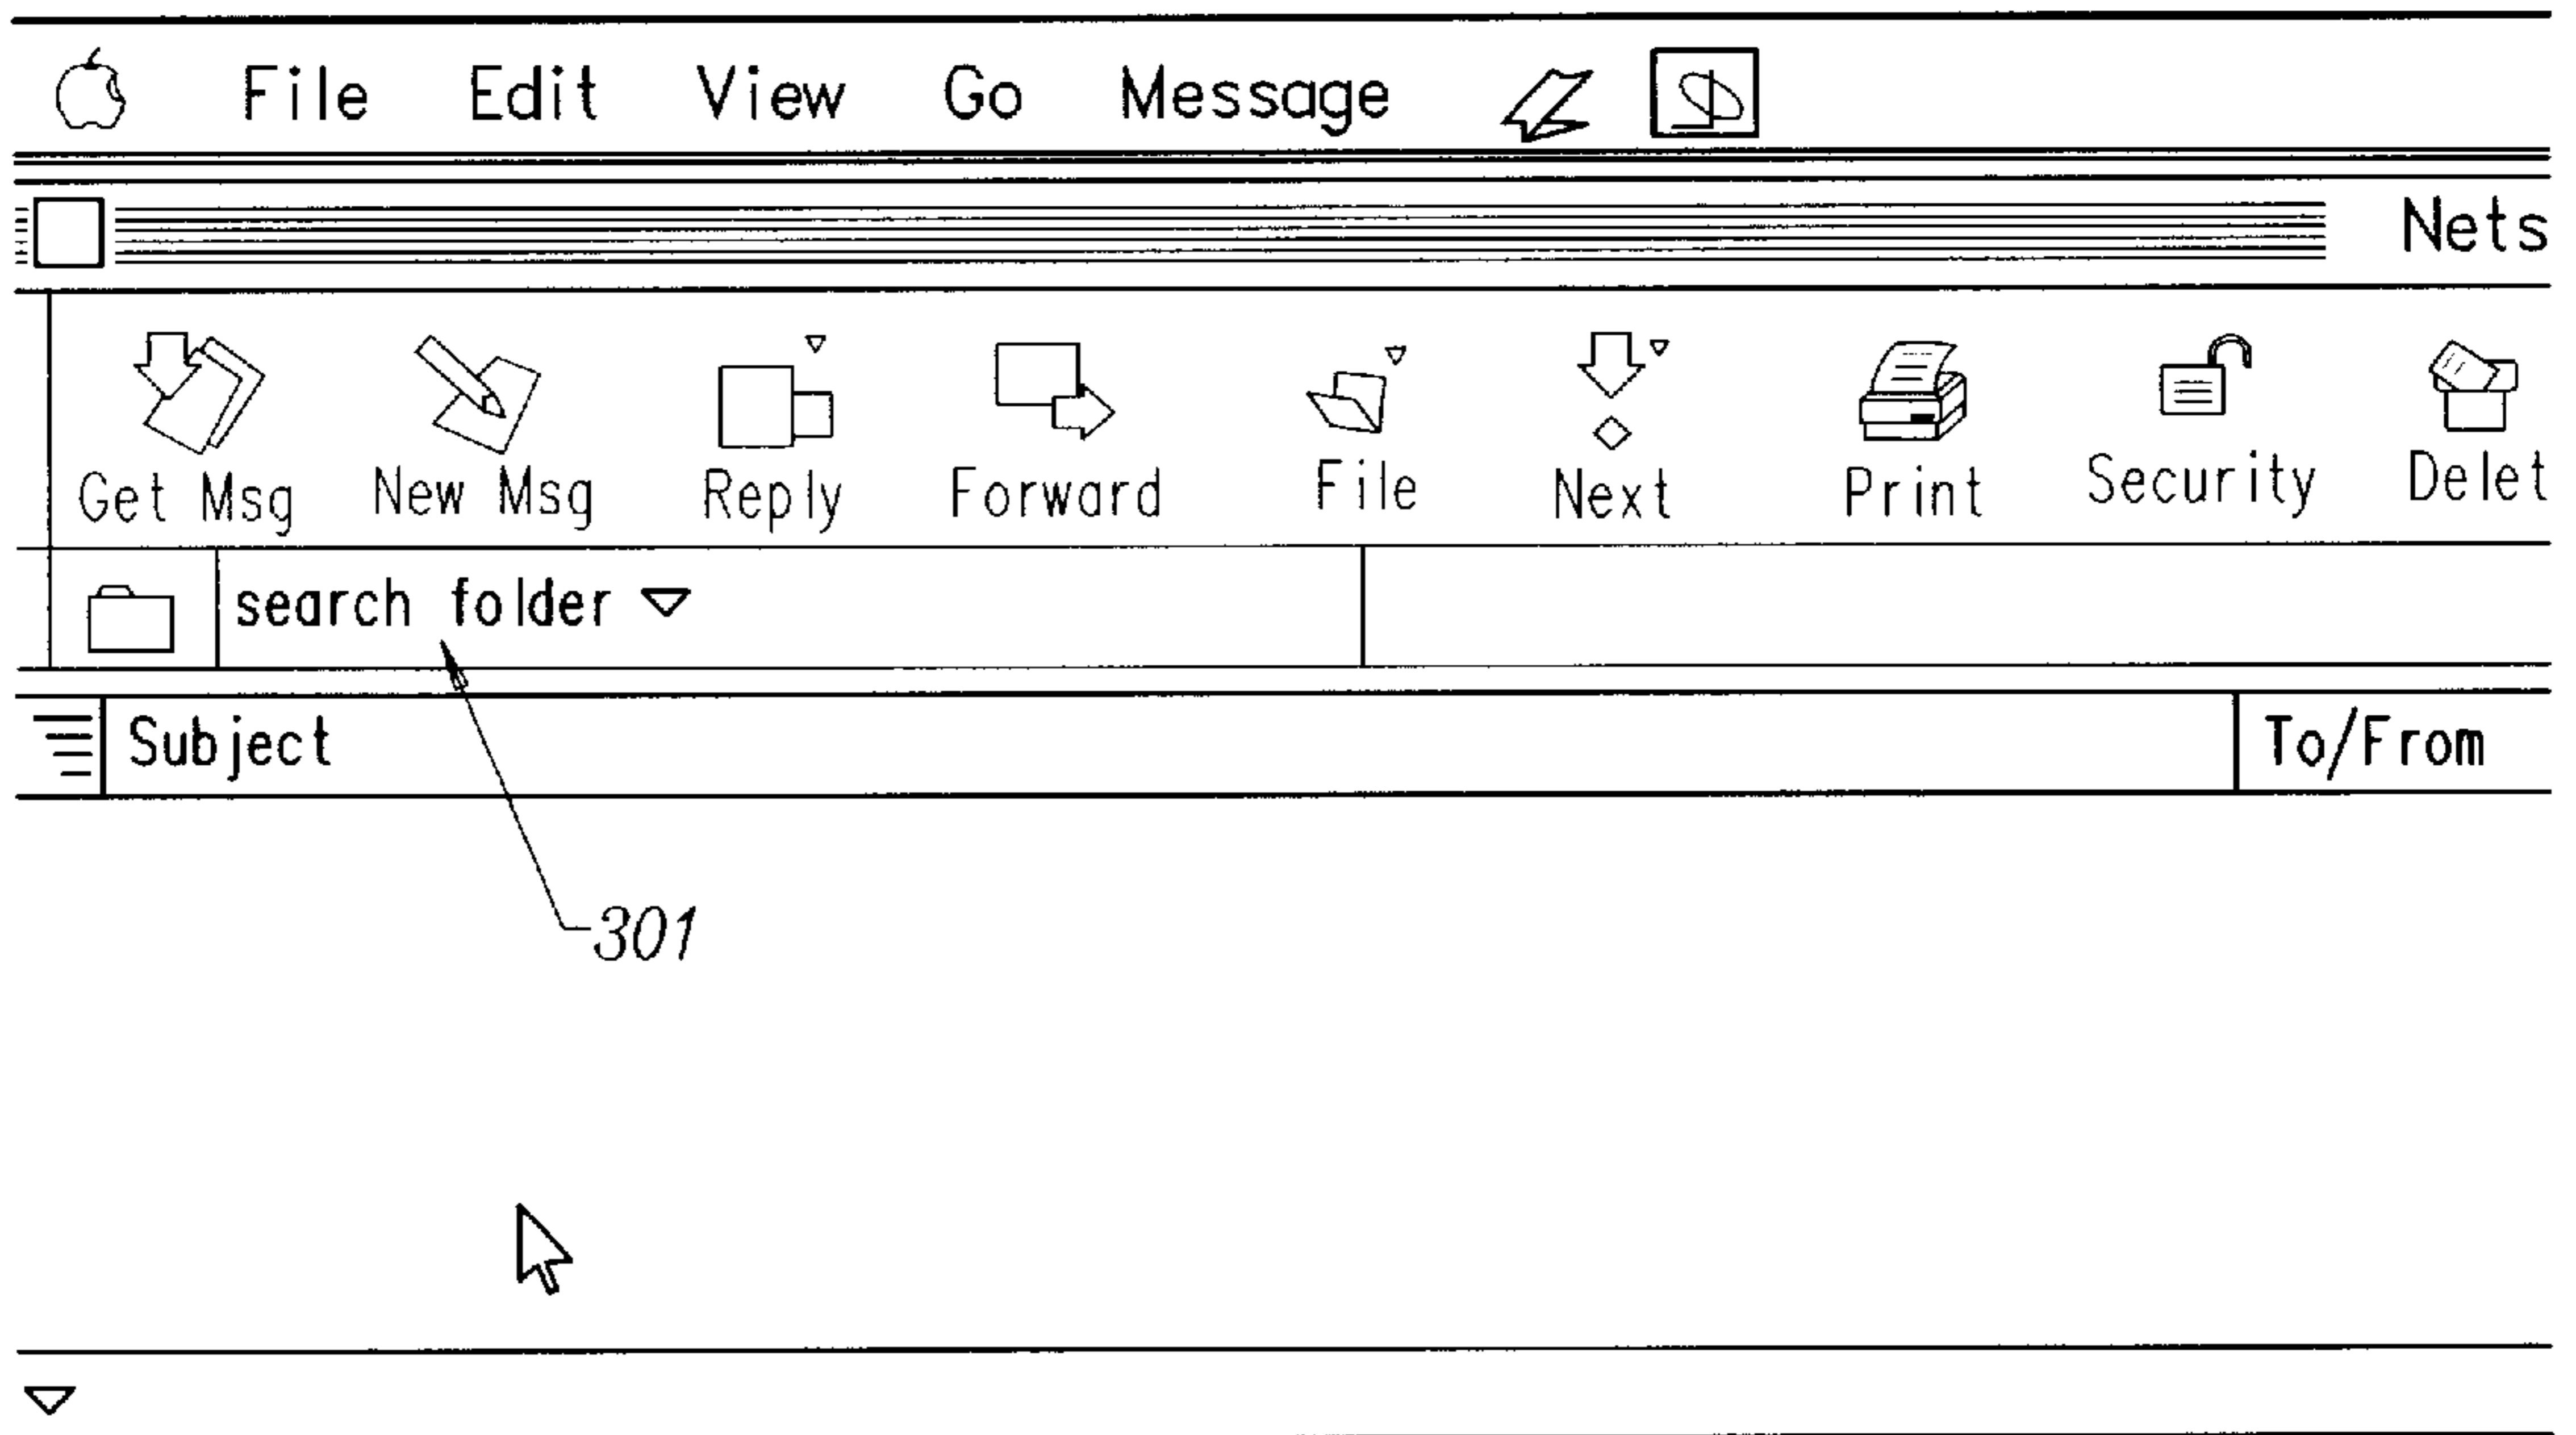 File Edit View Go Message
Nets
Get Msg New Msg Reply Forward File Next Print Security Delet
search folder
Subject To/From
301